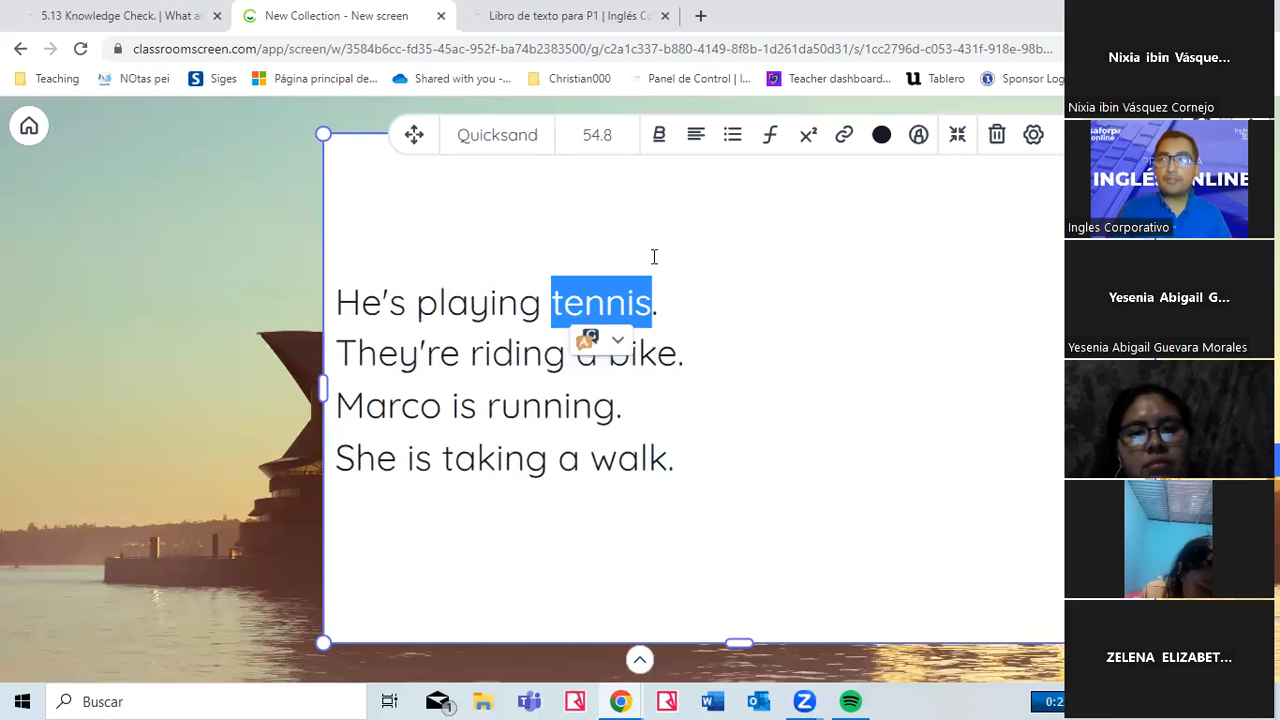 5.13 Knowledge Check. | What a
New Collection - New screen
Libro de texto para P1 | Inglés Co
classroomscreen.com/app/screen/w/3584b6cc-fd35-45ac-952f-ba74b2383500/g/c2a1c337-b880-4149-8f8b-1d261da50d31/s/1cc2796d-c053-431f-918e-98b...
Teaching
NOtas pei
Siges
Página principal de...
Shared with you -...
Christian000
Panel de Control | I...
Teacher dashboard...
Tablero
Sponsor Log
Quicksand
54.8
He's playing tennis.
They're riding a bike.
Marco is running.
She is taking a walk.
Nixia ibin Vásque...
Nixia ibin Vásquez Cornejo
INGLÉS ONLINE
Ingles Corporativo
Yesenia Abigail G...
Yesenia Abigail Guevara Morales
ZELENA ELIZABET...
Buscar
0:2